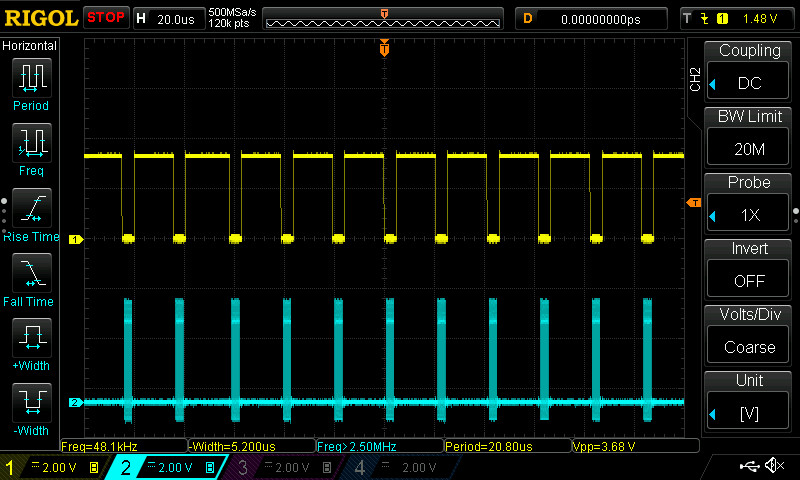 RIGOL STOP H 20.0us 500MSa/s 120k pts T D 0.00000000ps T 1 1.48 V
Horizontal
Period
Freq
Rise Time
Fall Time
+Width
-Width
T
T
1
2
CH2
Coupling
DC
BW Limit
20M
Probe
1X
Invert
OFF
Volts/Div
Coarse
Unit
[V]
Freq=48.1kHz -Width=5.200us Freq>2.50MHz Period=20.80us Vpp=3.68 V
1 2.00 V B 2 2.00 V B 3 2.00 V B 4 2.00 V